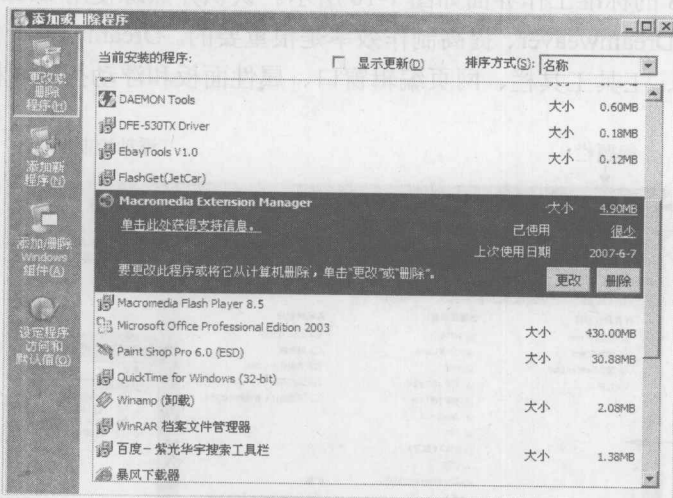 添加或删除程序
更改或
删除
程序(H)
添加新
程序(N)
添加/删除
Windows
组件(A)
设定程序
访问和
默认值(O)
当前安装的程序:
显示更新(D)
排序方式(S): 名称
DAEMON Tools 大小 0.60MB
DFE-530TX Driver 大小 0.18MB
EbayTools V1.0 大小 0.12MB
FlashGet(JetCar)
Macromedia Extension Manager 大小 4.90MB
单击此处获得支持信息。 已使用 很少
上次使用日期 2007-6-7
要更改此程序或将它从计算机删除,单击“更改”或“删除”。 更改 删除
Macromedia Flash Player 8.5
Microsoft Office Professional Edition 2003 大小 430.00MB
Paint Shop Pro 6.0 (ESD) 大小 30.88MB
QuickTime for Windows (32-bit)
Winamp (卸载) 大小 2.08MB
WinRAR 档案文件管理器
百度－紫光华宇搜索工具栏 大小 1.38MB
暴风下载器